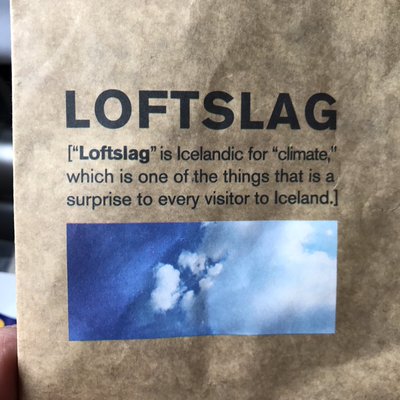 LOFTSLAG
["Loftslag" is Icelandic for "climate,"
which is one of the things that is a
surprise to every visitor to Iceland.]